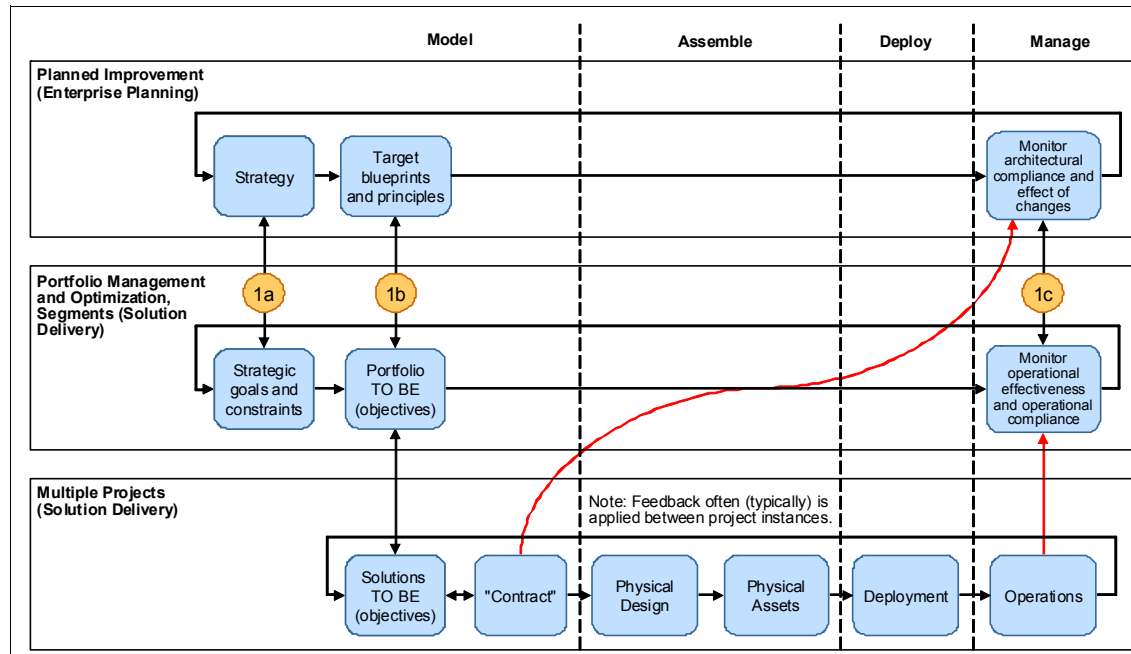 Model
Assemble
Deploy
Manage
Planned Improvement
(Enterprise Planning)
Strategy
Target
blueprints
and principles
Monitor
architectural
compliance and
effect of
changes
Portfolio Management
and Optimization,
Segments (Solution
Delivery)
1a
1b
1c
Strategic
goals and
constraints
Portfolio
TO BE
(objectives)
Monitor
operational
effectiveness
and operational
compliance
Multiple Projects
(Solution Delivery)
Note: Feedback often (typically) is
applied between project instances.
Solutions
TO BE
(objectives)
"Contract"
Physical
Design
Physical
Assets
Deployment
Operations